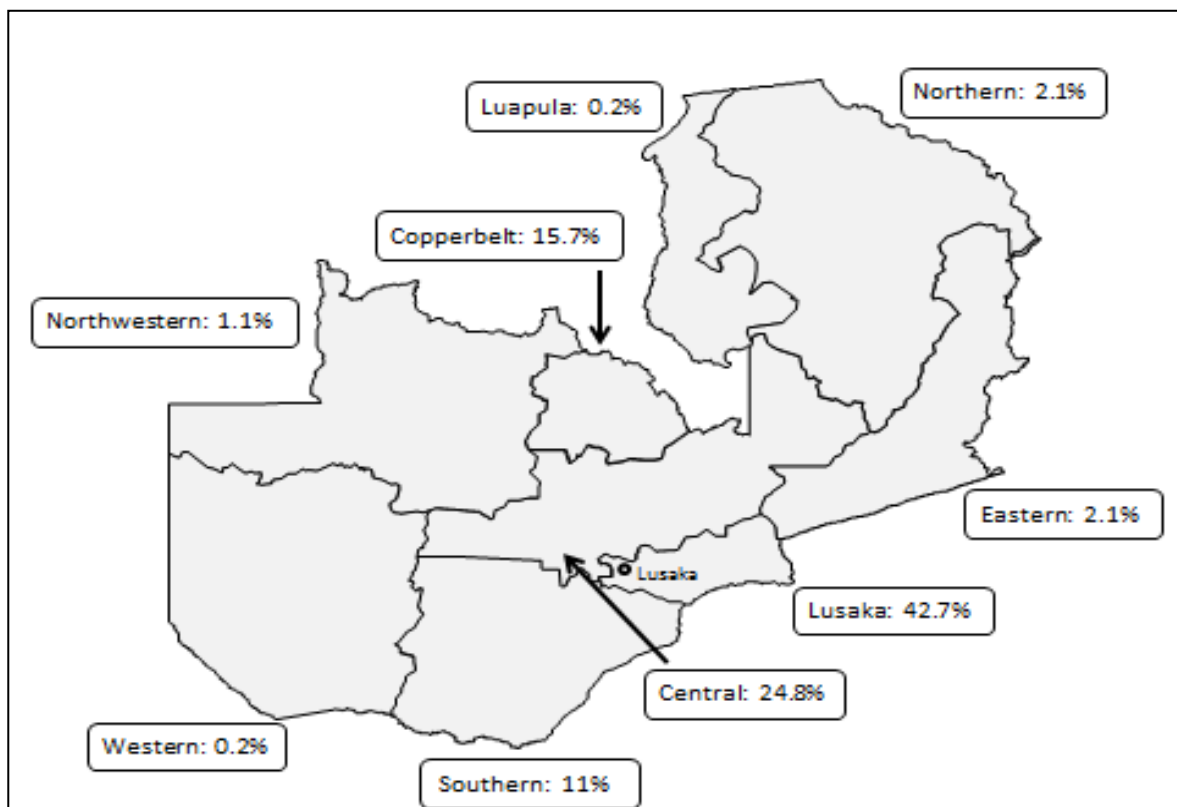 Northern: 2.1%
Luapula: 0.2%
Copperbelt: 15.7%
Northwestern: 1.1%
Eastern: 2.1%
Lusaka
Lusaka: 42.7%
Central: 24.8%
Western: 0.2%
Southern: 11%